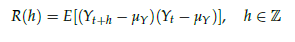 R(h) = E[(Y_{t+h} − μ_Y)(Y_t − μ_Y)], h ∈ ℤ